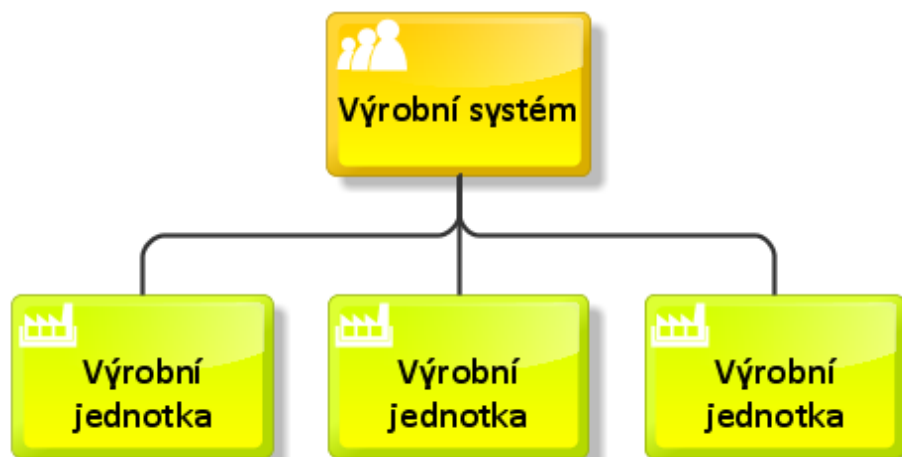 Výrobní systém
Výrobní
jednotka
Výrobní
jednotka
Výrobní
jednotka